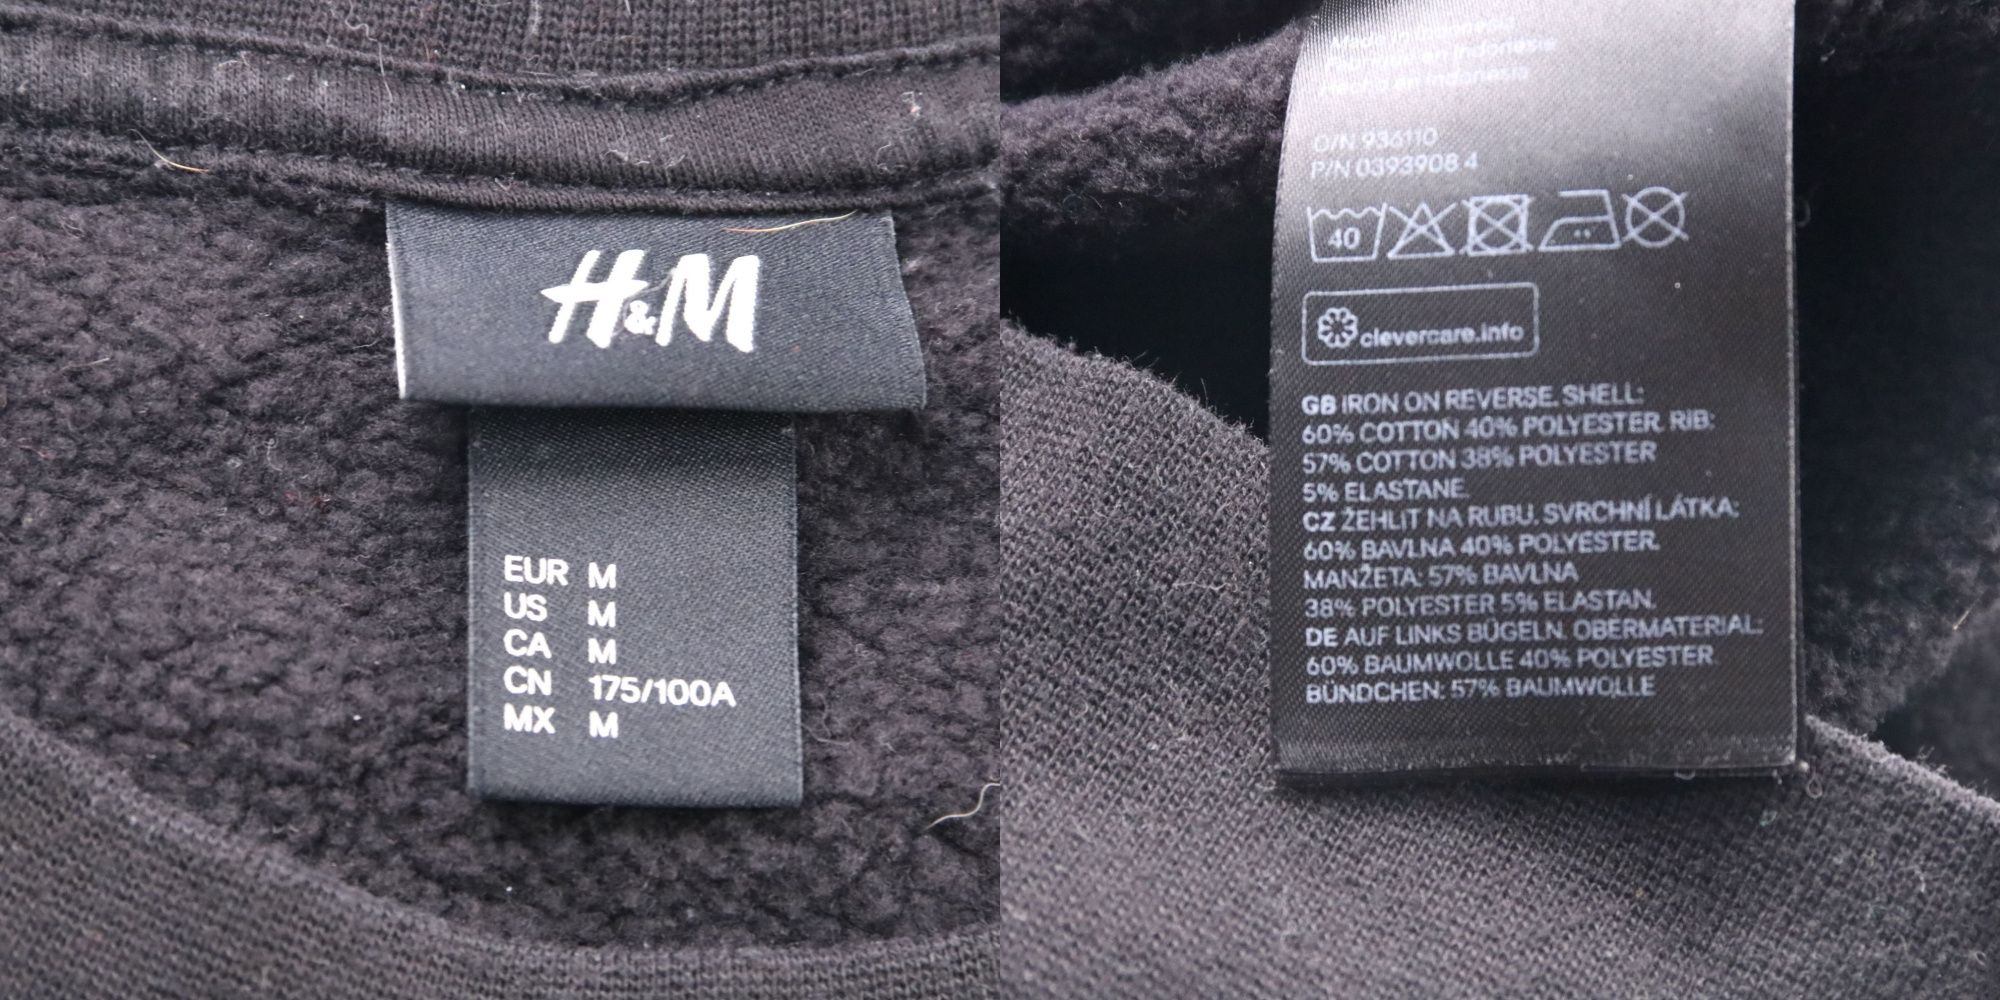 H&M
EUR M
US M
CA M
CN 175/100A
MX M
Made in Indonesia
en Indonesie
en Indonesia
O/N 936110
P/N 0393908 4
40
clevercare.info
GB IRON ON REVERSE. SHELL:
60% COTTON 40% POLYESTER. RIB:
57% COTTON 38% POLYESTER
5% ELASTANE.
CZ ŽEHLIT NA RUBU. SVRCHNÍ LÁTKA:
60% BAVLNA 40% POLYESTER.
MANŽETA: 57% BAVLNA
38% POLYESTER 5% ELASTAN.
DE AUF LINKS BÜGELN. OBERMATERIAL:
60% BAUMWOLLE 40% POLYESTER.
BÜNDCHEN: 57% BAUMWOLLE